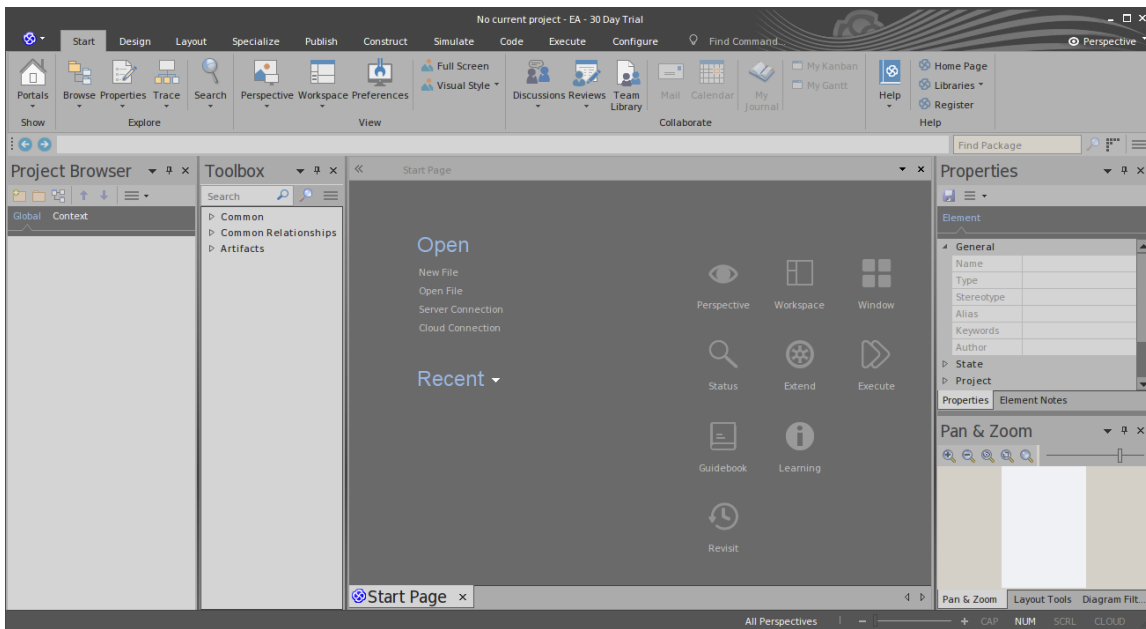 No current project - EA - 30 Day Trial
Start Design Layout Specialize Publish Construct Simulate Code Execute Configure Find Command... Perspective
Portals Browse Properties Trace Search Perspective Workspace Preferences
Full Screen
Visual Style
Discussions Reviews Team Library Mail Calendar My Journal
My Kanban
My Gantt
Help
Home Page
Libraries
Register
Show Explore View Collaborate Help
Find Package
Project Browser
Global Context
Toolbox
Search
Common
Common Relationships
Artifacts
Start Page
Open
New File
Open File
Server Connection
Cloud Connection
Recent
Perspective Workspace Window
Status Extend Execute
Guidebook Learning
Revisit
Start Page
Properties
Element
General
Name
Type
Stereotype
Alias
Keywords
Author
State
Project
Properties Element Notes
Pan & Zoom
Pan & Zoom Layout Tools Diagram Filt...
All Perspectives CAP NUM SCRL CLOUD